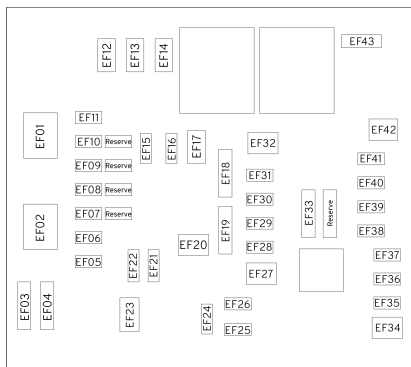 EF12
EF13
EF14
EF43
EF01
EF11
EF10
Reserve
EF15
EF16
EF17
EF32
EF42
EF09
Reserve
EF18
EF41
EF08
Reserve
EF31
EF40
EF07
Reserve
EF30
EF33
Reserve
EF39
EF02
EF06
EF19
EF29
EF38
EF20
EF28
EF05
EF22
EF21
EF27
EF37
EF36
EF03
EF04
EF23
EF24
EF26
EF35
EF25
EF34